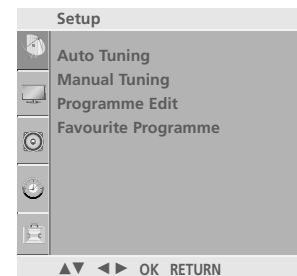 Setup
Auto Tuning
Manual Tuning
Programme Edit
Favourite Programme
▲▼ ◄► OK RETURN